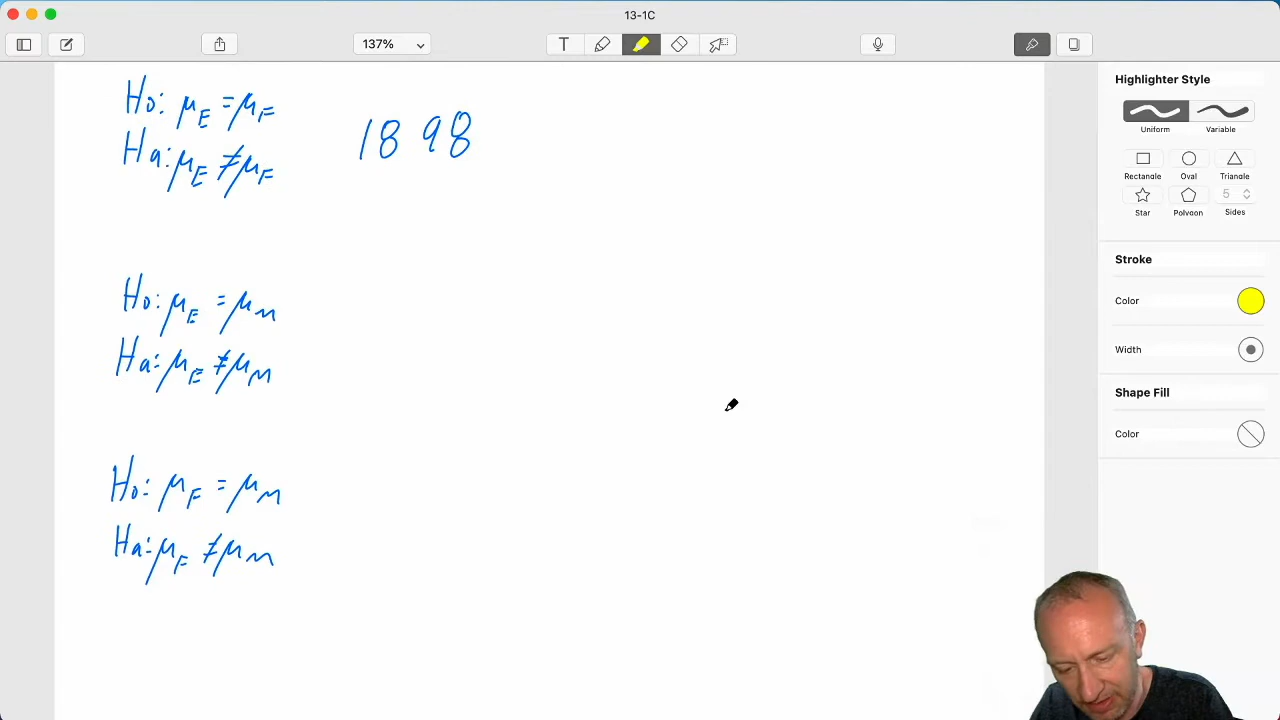 13-1C
137%
T
Highlighter Style
Uniform Variable
Rectangle Oval Triangle
5
Star Polygon Sides
Stroke
Color
Width
Shape Fill
Color
Ho: μE = μF
Ha: μE ≠ μF
18 98
Ho: μE = μM
Ha: μE ≠ μM
Ho: μF = μM
Ha: μF ≠ μM